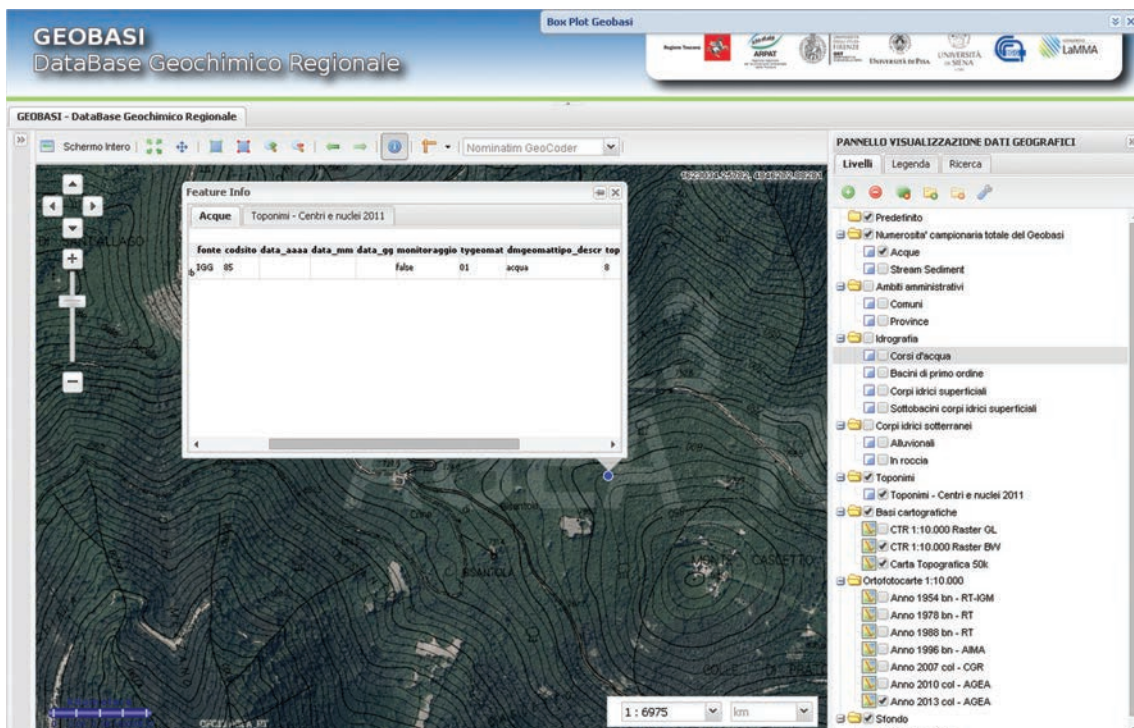 Box Plot Geobasi
GEOBASI
DataBase Geochimico Regionale
Regione Toscana
ARPAT
UNIVERSITÀ DI PISA
UNIVERSITÀ
DI SIENA
LaMMA
GEOBASI - DataBase Geochimico Regionale
Schermo Intero
Nominatim GeoCoder
Feature Info
Acque
Toponimi - Centri e nuclei 2011
fonte codsito data_aaaa data_mm data_gg monitoraggio tygeomat dmgeomattipo_descr top
IGG 85 false 01 acqua 8
MONTE CASCETTO
1 : 6975
km
PANNELLO VISUALIZZAZIONE DATI GEOGRAFICI
Livelli
Legenda
Ricerca
Predefinito
Numerosita' campionaria totale del Geobasi
Acque
Stream Sediment
Ambiti amministrativi
Comuni
Province
Idrografia
Corsi d'acqua
Bacini di primo ordine
Corpi idrici superficiali
Sottobacini corpi idrici superficiali
Corpi idrici sotterranei
Alluvionali
In roccia
Toponimi
Toponimi - Centri e nuclei 2011
Basi cartografiche
CTR 1:10.000 Raster GL
CTR 1:10.000 Raster BW
Carta Topografica 50k
Ortofotocarte 1:10.000
Anno 1954 bn - RT-IGM
Anno 1978 bn - RT
Anno 1988 bn - RT
Anno 1996 bn - AIMA
Anno 2007 col - CGR
Anno 2010 col - AGEA
Anno 2013 col - AGEA
Sfondo